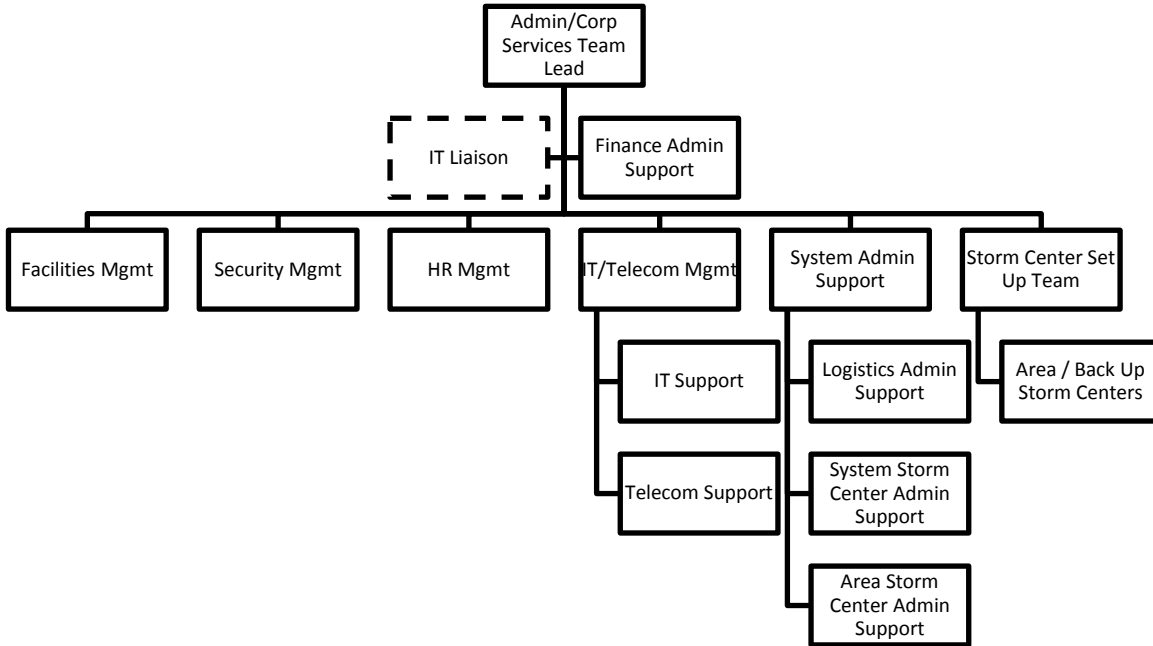 Admin/Corp
Services Team
Lead
IT Liaison
Finance Admin
Support
Facilities Mgmt
Security Mgmt
HR Mgmt
IT/Telecom Mgmt
System Admin
Support
Storm Center Set
Up Team
IT Support
Logistics Admin
Support
Area / Back Up
Storm Centers
Telecom Support
System Storm
Center Admin
Support
Area Storm
Center Admin
Support